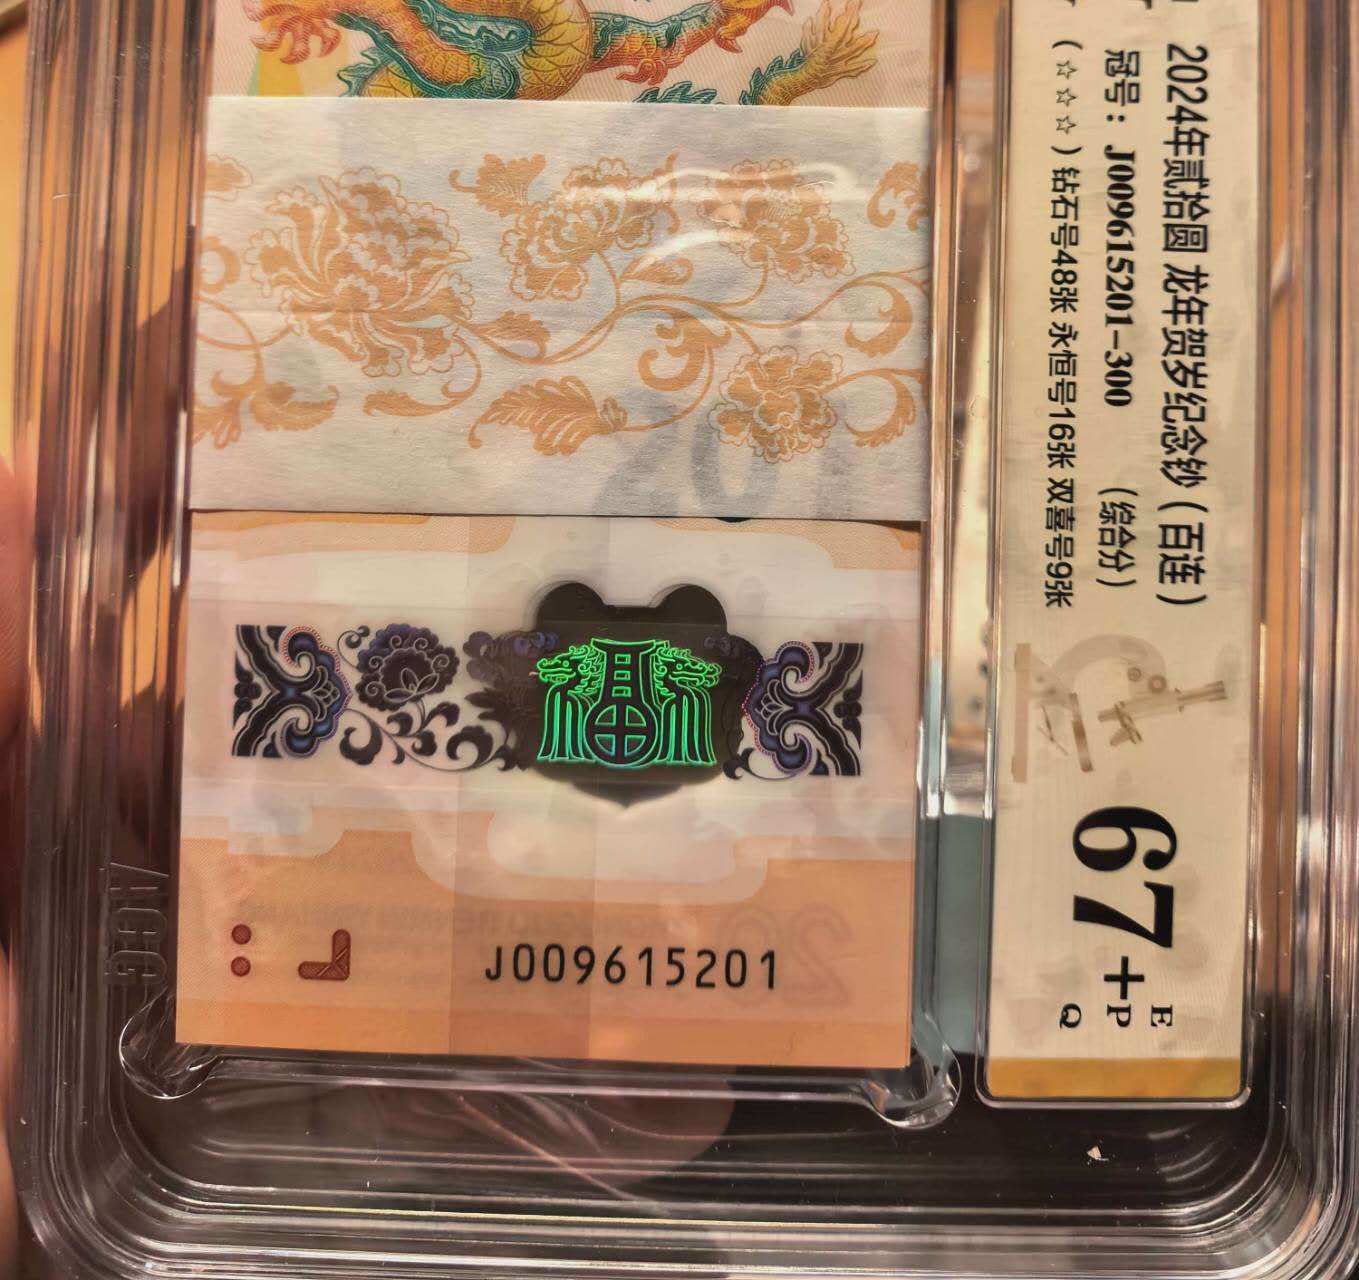 2024年贰拾圆 龙年贺岁纪念钞（百连）
冠号：J009615201-300 （综合分）
（☆☆☆）钻石号48张 永恒号16张 双喜号9张
67+
E
P
Q
J009615201
20
ACG